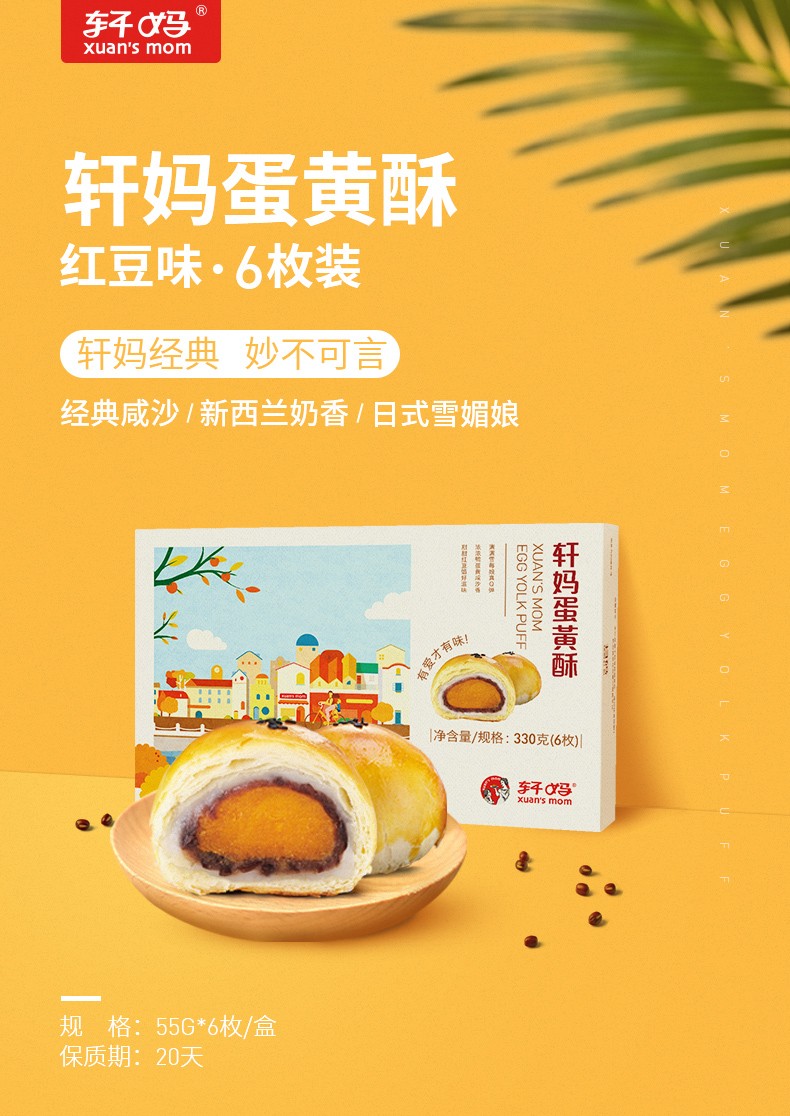 轩妈®
xuan's mom
轩妈蛋黄酥
红豆味·6枚装
轩妈经典 妙不可言
经典咸沙/新西兰奶香/日式雪媚娘
XUAN'S MOM EGG YOLK PUFF
轩妈蛋黄酥
XUAN'S MOM
EGG YOLK PUFF
有爱才有味!
净含量/规格:330克(6枚)
轩妈
xuan's mom
xuan's mom
规 格:55G*6枚/盒
保质期:20天